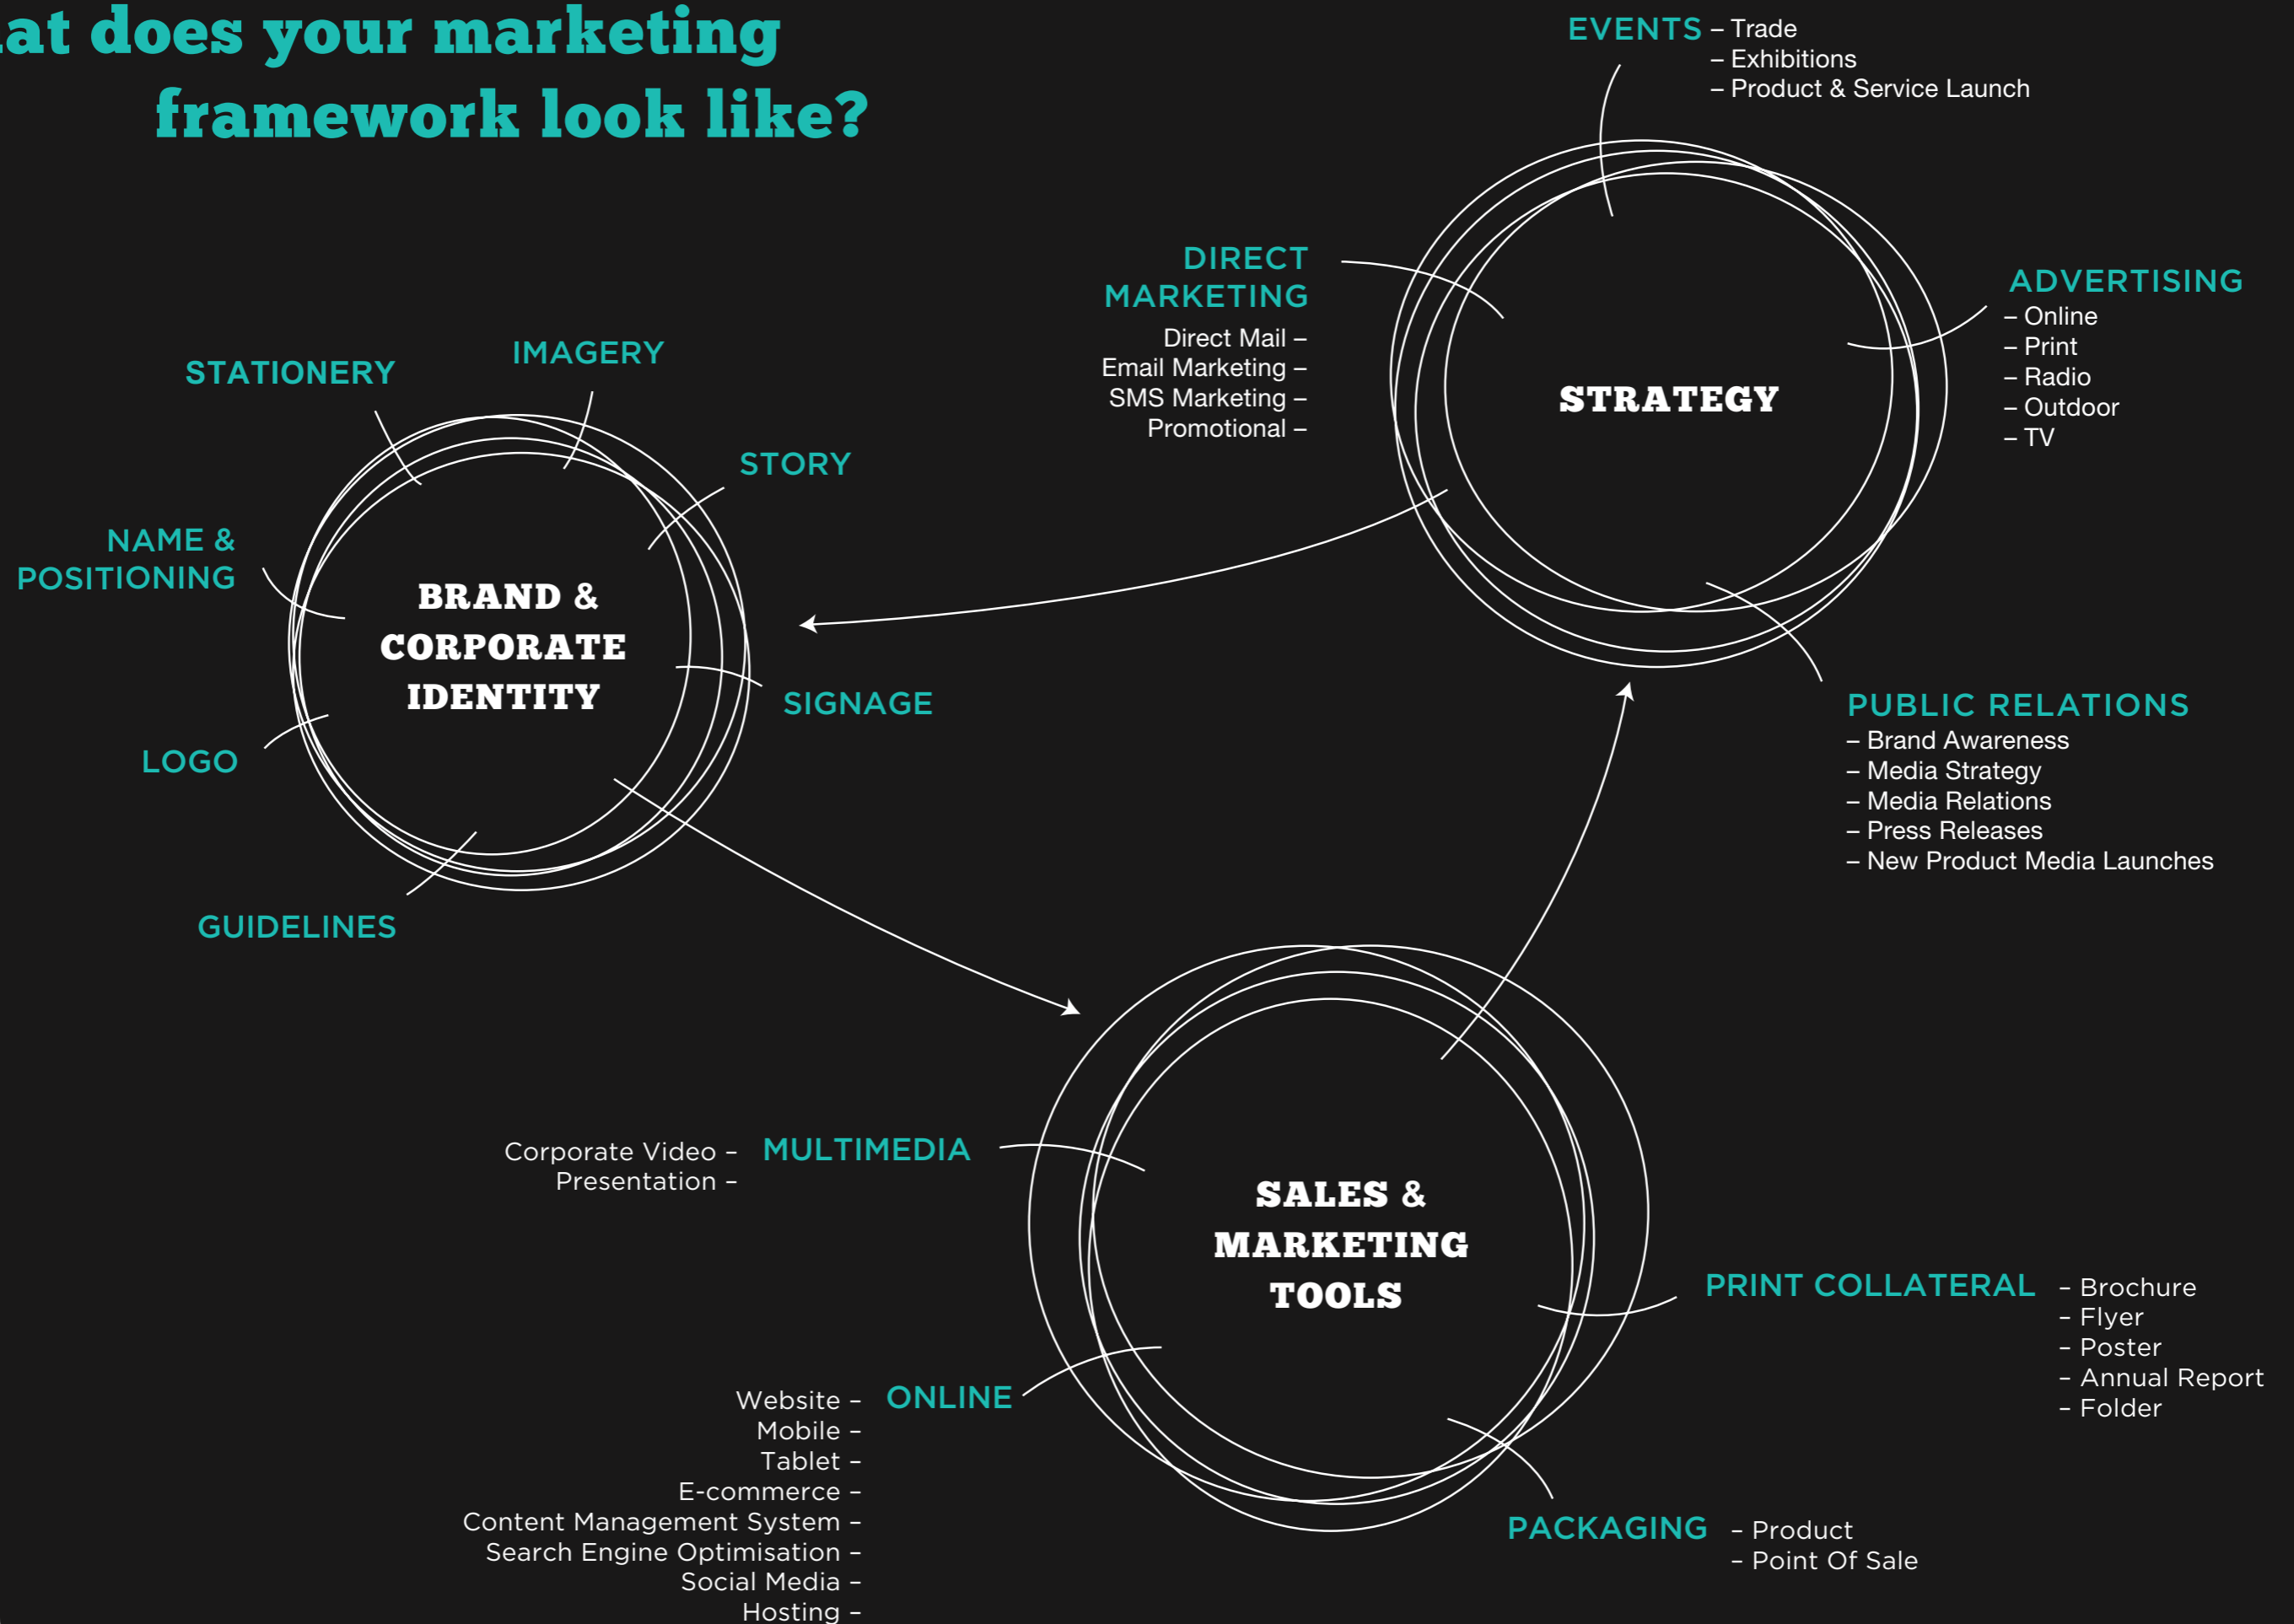 at does your marketing
framework look like?
EVENTS – Trade
– Exhibitions
– Product & Service Launch
DIRECT
MARKETING
Direct Mail –
Email Marketing –
SMS Marketing –
Promotional –
STRATEGY
ADVERTISING
– Online
– Print
– Radio
– Outdoor
– TV
PUBLIC RELATIONS
– Brand Awareness
– Media Strategy
– Media Relations
– Press Releases
– New Product Media Launches
STATIONERY
IMAGERY
STORY
NAME &
POSITIONING
BRAND &
CORPORATE
IDENTITY
SIGNAGE
LOGO
GUIDELINES
Corporate Video – MULTIMEDIA
Presentation –
SALES &
MARKETING
TOOLS
PRINT COLLATERAL – Brochure
– Flyer
– Poster
– Annual Report
– Folder
Website – ONLINE
Mobile –
Tablet –
E-commerce –
Content Management System –
Search Engine Optimisation –
Social Media –
Hosting –
PACKAGING – Product
– Point Of Sale